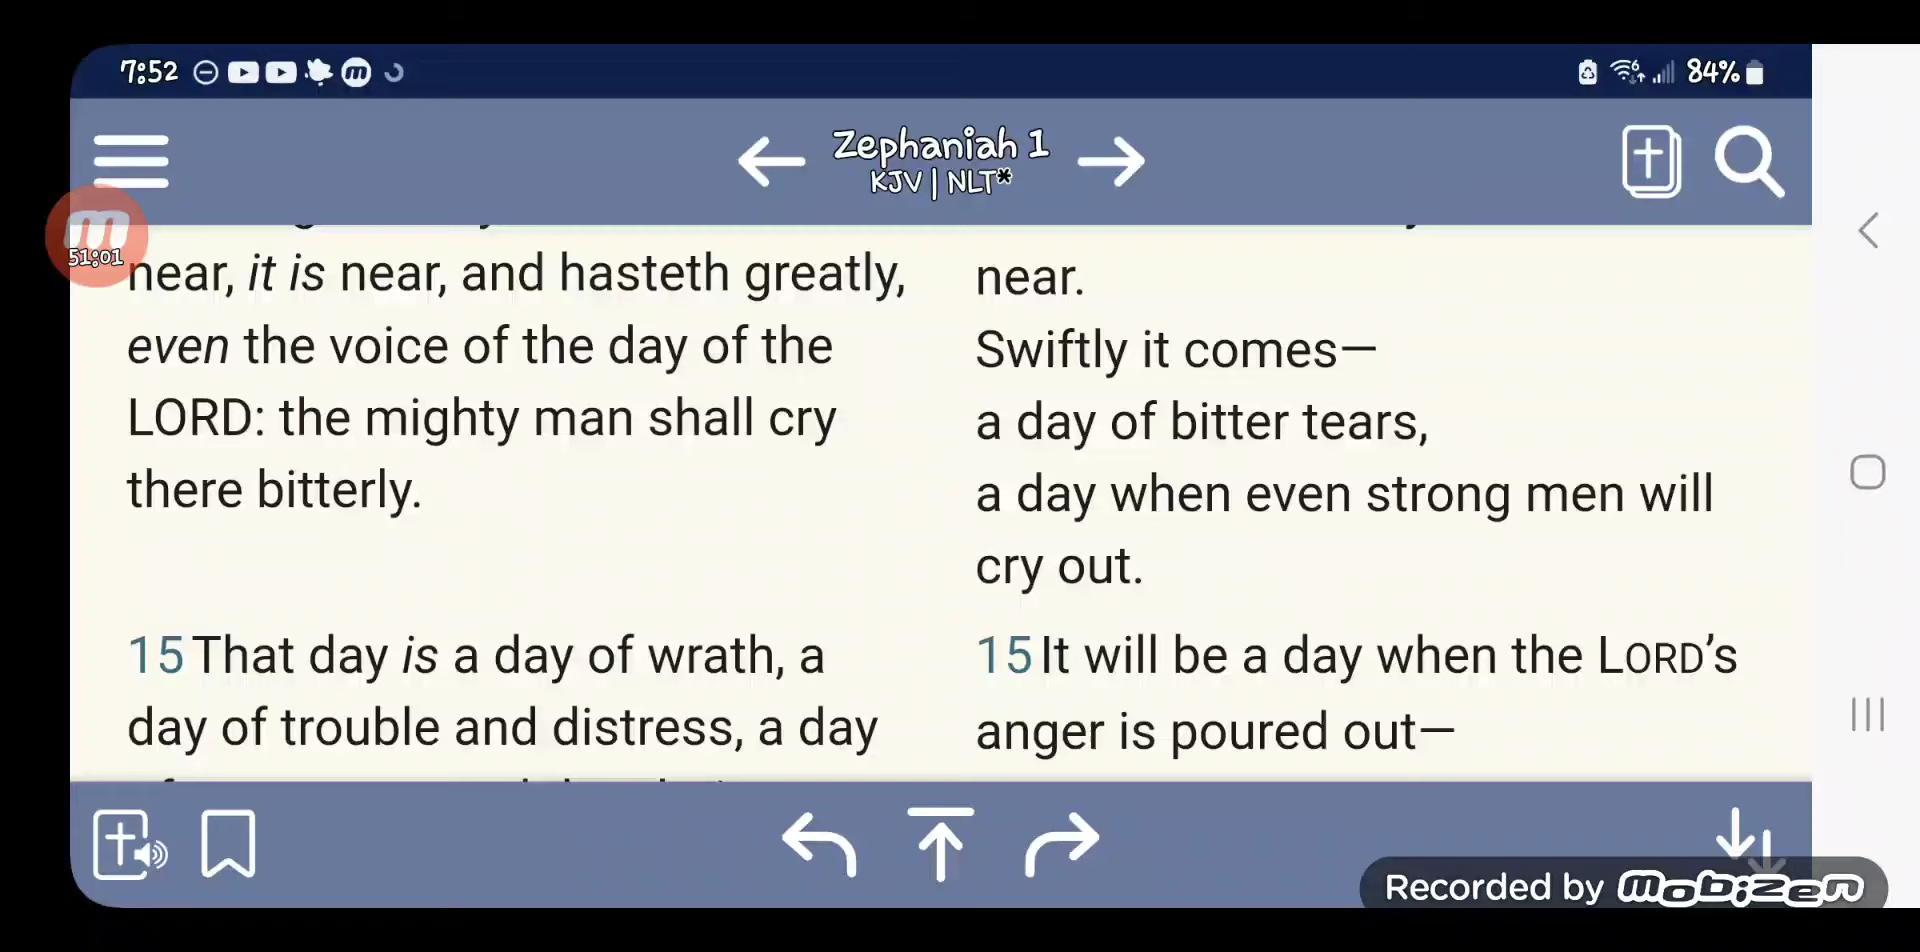 7:52
84%
Zephaniah 1
KJV | NLT*
51:01
near, it is near, and hasteth greatly,
even the voice of the day of the
LORD: the mighty man shall cry
there bitterly.
15 That day is a day of wrath, a
day of trouble and distress, a day
near.
Swiftly it comes—
a day of bitter tears,
a day when even strong men will
cry out.
15 It will be a day when the LORD’s
anger is poured out—
Recorded by Mobizen